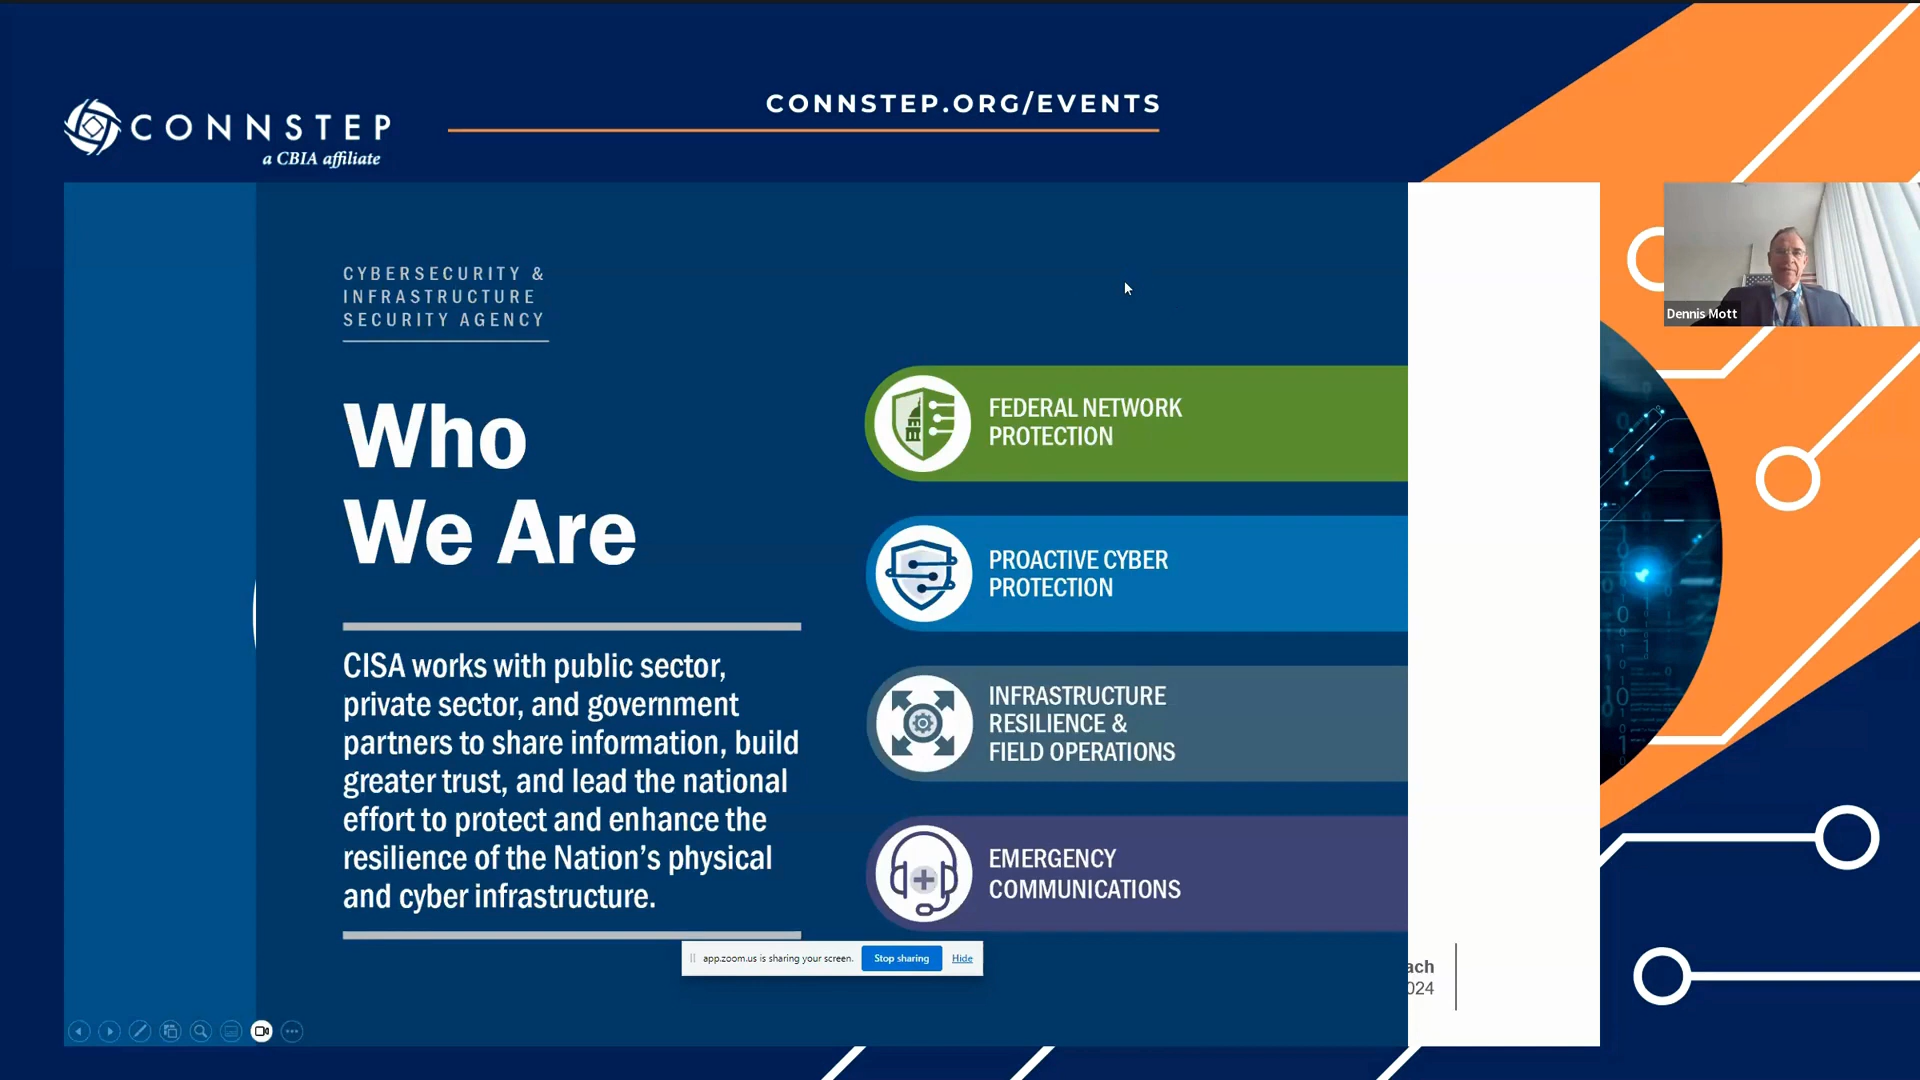 CONNSTEP
a CBIA affiliate
CONNSTEP.ORG/EVENTS
CYBERSECURITY &
INFRASTRUCTURE
SECURITY AGENCY
Who
We Are
CISA works with public sector,
private sector, and government
partners to share information, build
greater trust, and lead the national
effort to protect and enhance the
resilience of the Nation's physical
and cyber infrastructure.
FEDERAL NETWORK
PROTECTION
PROACTIVE CYBER
PROTECTION
INFRASTRUCTURE
RESILIENCE &
FIELD OPERATIONS
EMERGENCY
COMMUNICATIONS
app.zoom.us is sharing your screen.
Stop sharing
Hide
ach
024
Dennis Mott